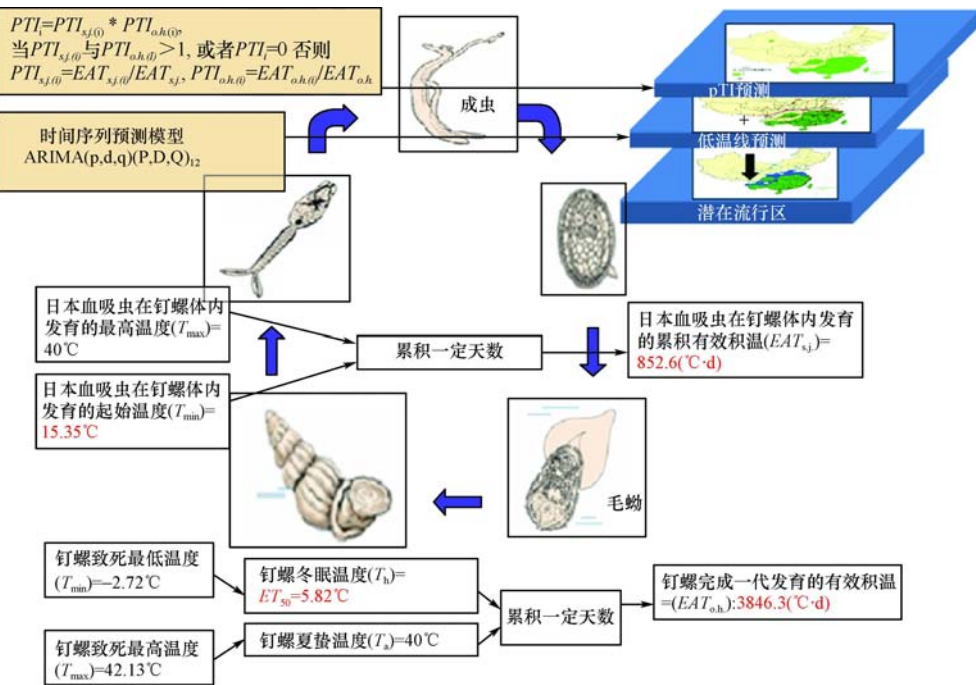 PTIi=PTIs.j.(i) * PTIo.h.(i),
当PTIs.j.(i)与PTIo.h.(i)>1, 或者PTIi=0 否则
PTIs.j.(i)=EATs.j.(i)/EATs.j., PTIo.h.(i)=EATo.h.(i)/EATo.h
时间序列预测模型
ARIMA(p,d,q)(P,D,Q)12
成虫
pTI预测
+
低温线预测
潜在流行区
日本血吸虫在钉螺体内
发育的最高温度(Tmax)=
40℃
累积一定天数
日本血吸虫在钉螺体内发育
的累积有效积温(EATs.j.)=
852.6(℃·d)
日本血吸虫在钉螺体内
发育的起始温度(Tmin)=
15.35℃
毛蚴
钉螺致死最低温度
(Tmin)=−2.72℃
钉螺冬眠温度(Th)=
ET50=5.82℃
累积一定天数
钉螺完成一代发育的有效积温
=(EATo.h.):3846.3(℃·d)
钉螺致死最高温度
(Tmax)=42.13℃
钉螺夏蛰温度(Ta)=40℃